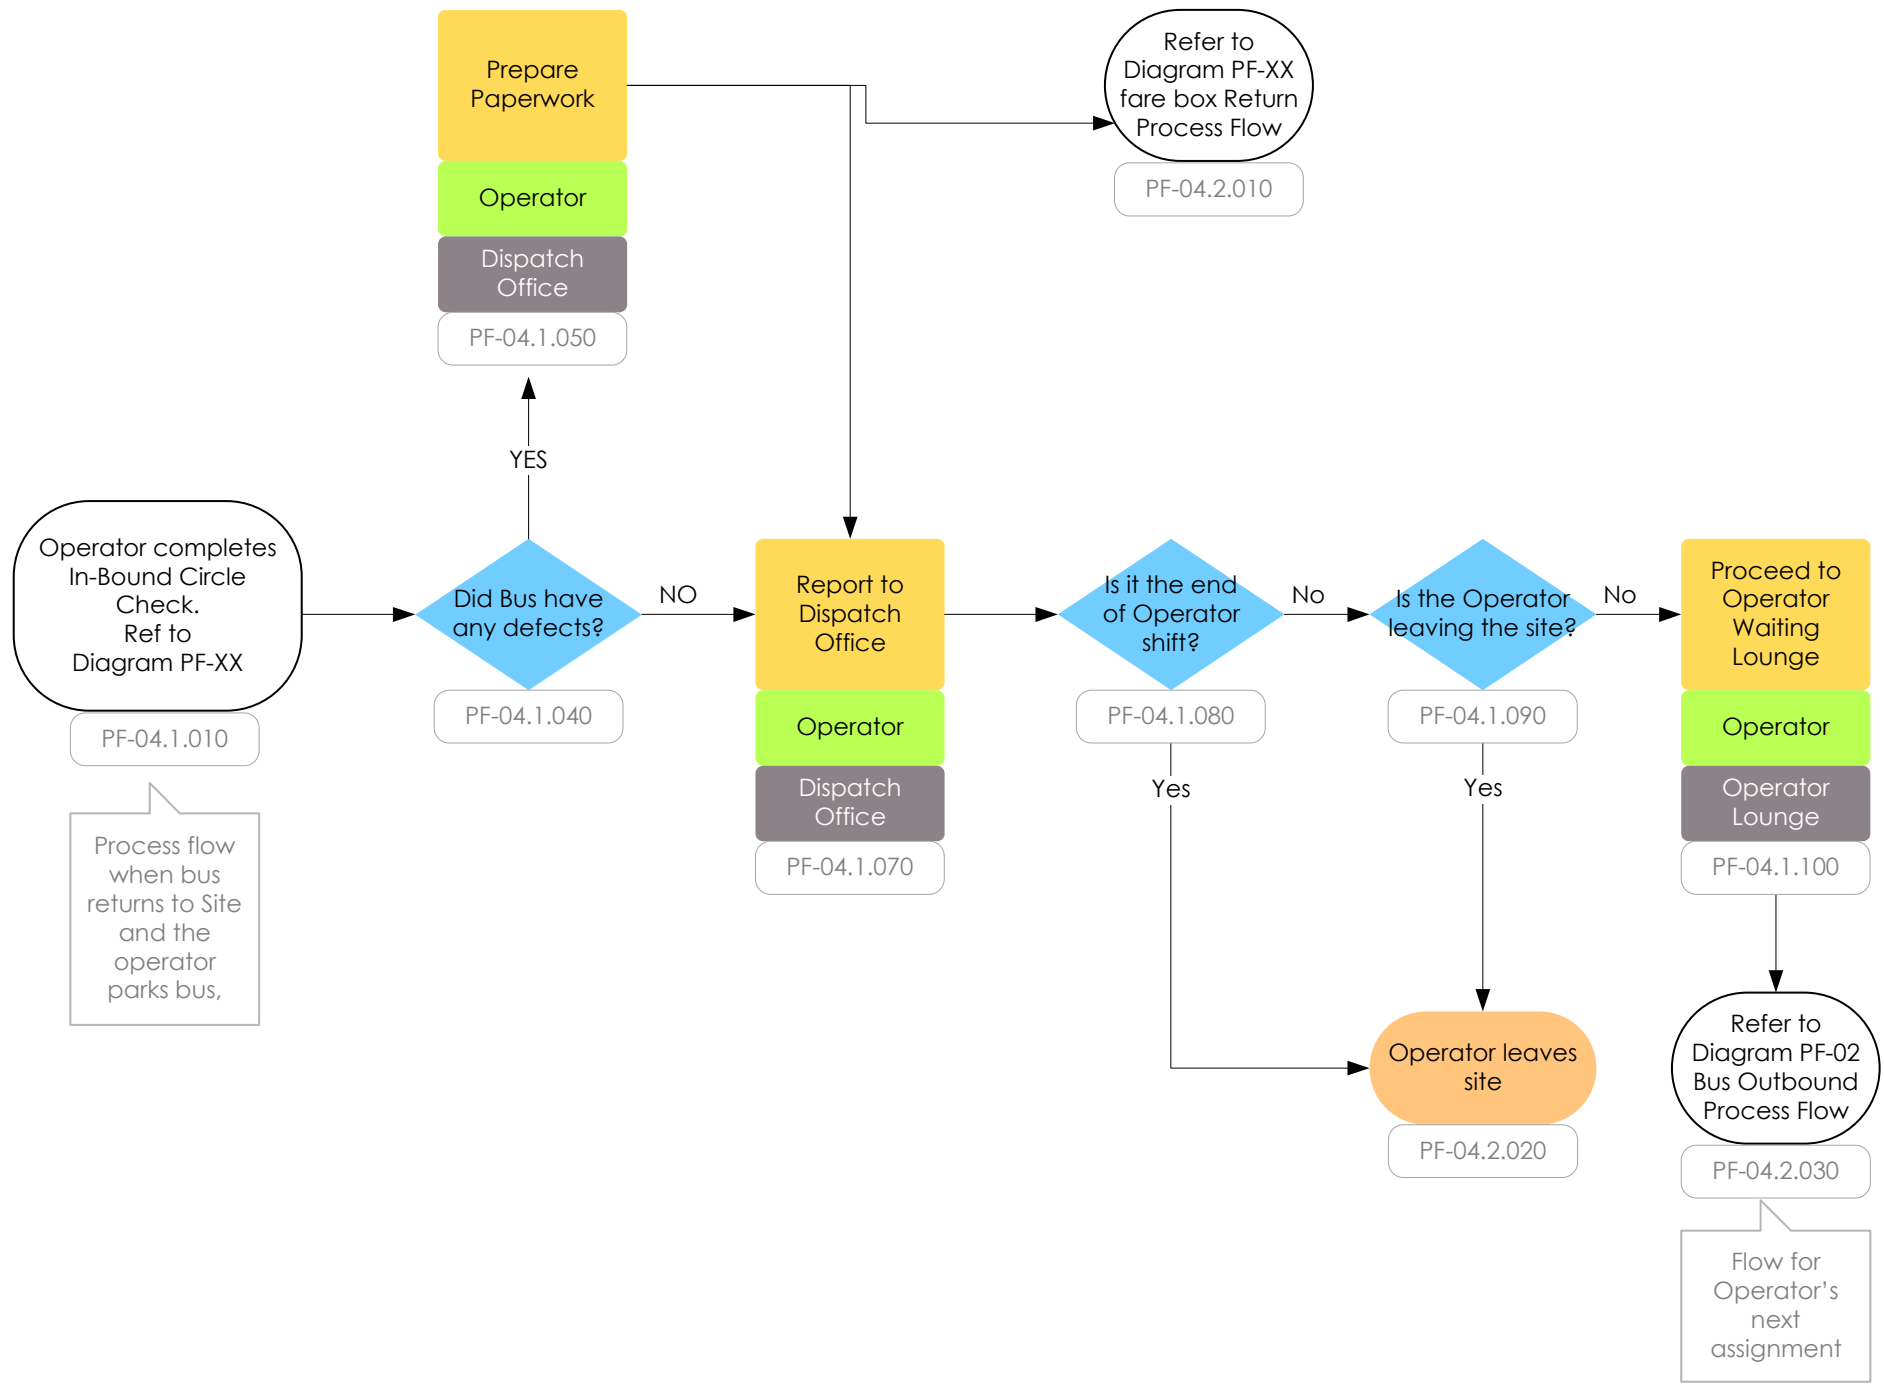 Prepare
Paperwork
Operator
Dispatch
Office
PF-04.1.050
Refer to
Diagram PF-XX
fare box Return
Process Flow
PF-04.2.010
YES
Operator completes
In-Bound Circle
Check.
Ref to
Diagram PF-XX
PF-04.1.010
Process flow
when bus
returns to Site
and the
operator
parks bus,
Did Bus have
any defects?
PF-04.1.040
NO
Report to
Dispatch
Office
Operator
Dispatch
Office
PF-04.1.070
Is it the end
of Operator
shift?
PF-04.1.080
No
Yes
Is the Operator
leaving the site?
PF-04.1.090
No
Yes
Operator leaves
site
PF-04.2.020
Proceed to
Operator
Waiting
Lounge
Operator
Operator
Lounge
PF-04.1.100
Refer to
Diagram PF-02
Bus Outbound
Process Flow
PF-04.2.030
Flow for
Operator’s
next
assignment